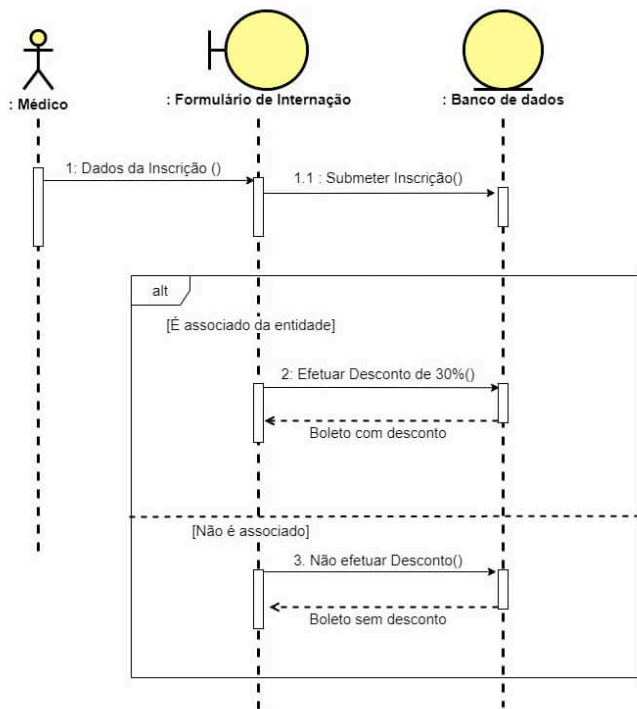 : Médico
: Formulário de Internação
: Banco de dados
1: Dados da Inscrição ()
1.1 : Submeter Inscrição()
alt
[É associado da entidade]
2: Efetuar Desconto de 30%()
Boleto com desconto
[Não é associado]
3. Não efetuar Desconto()
Boleto sem desconto